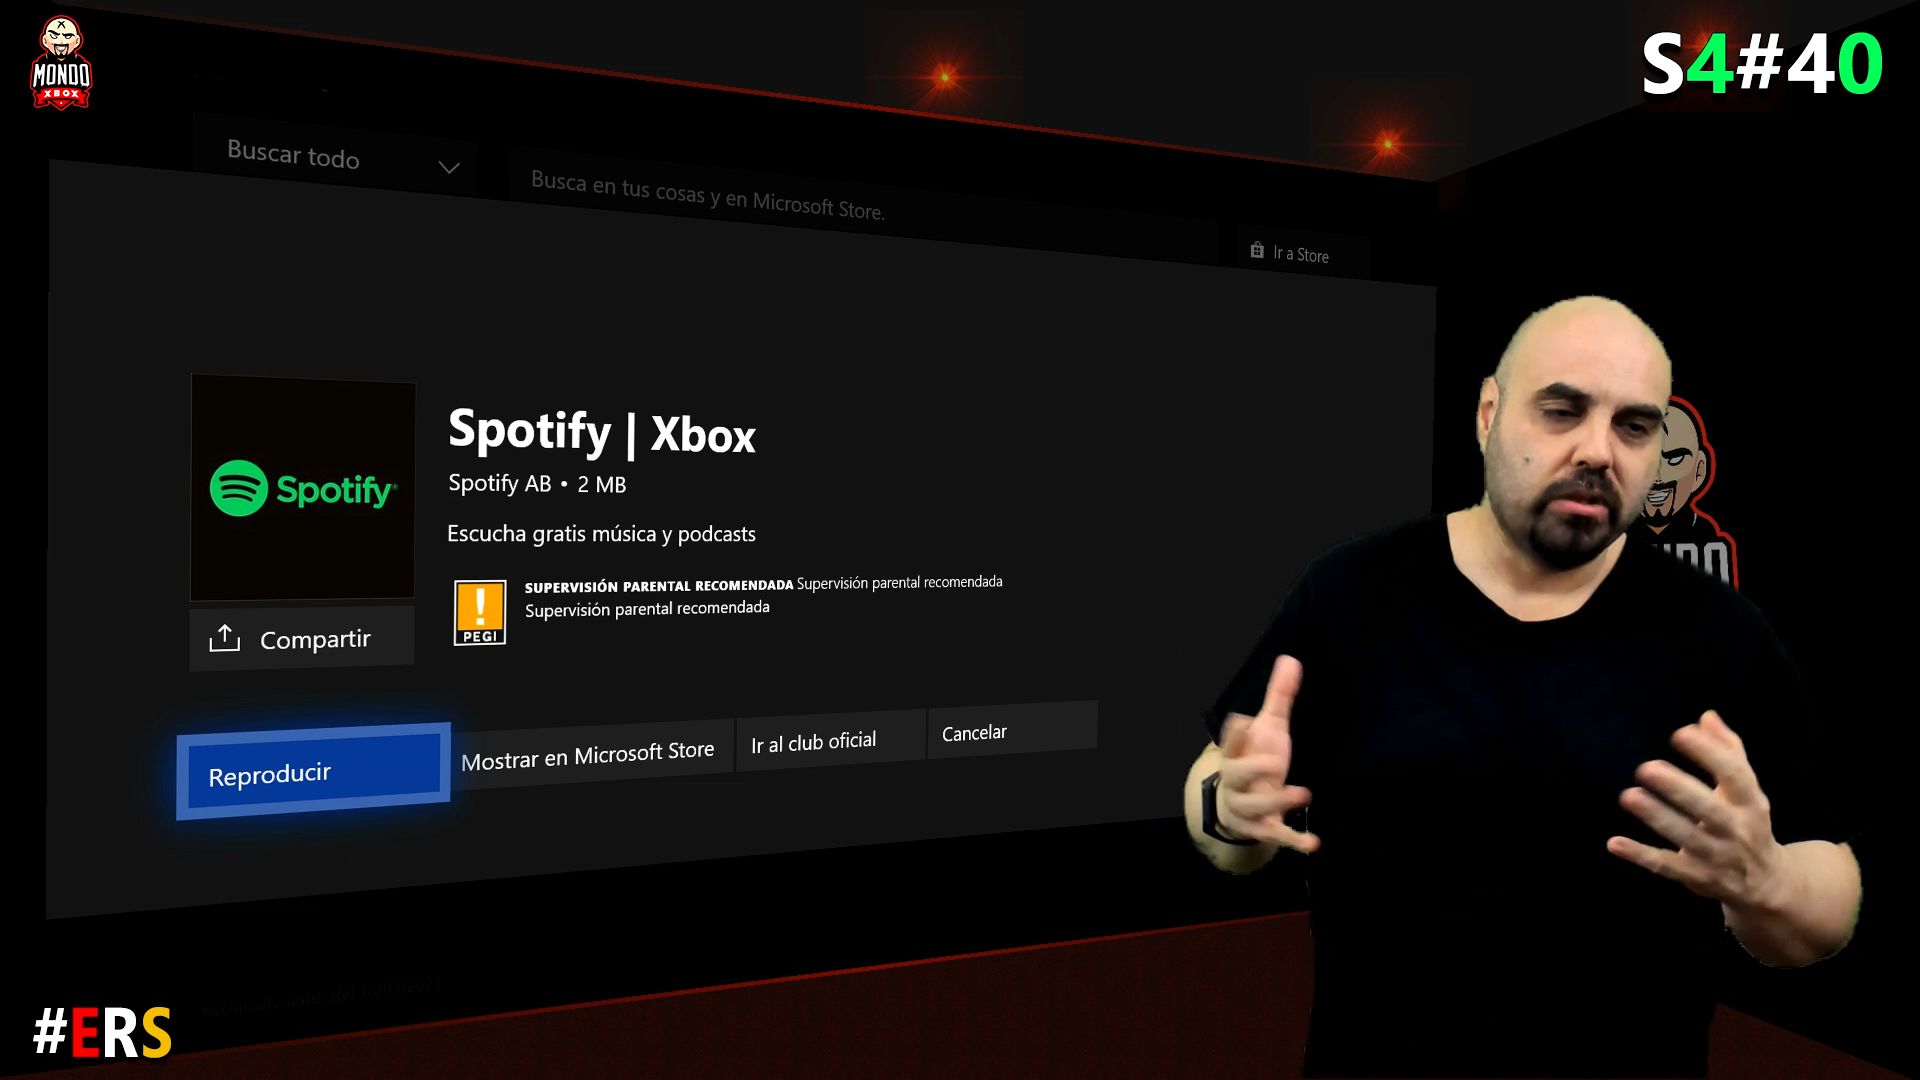 MONDO
XBOX
S4#40
Buscar todo
Busca en tus cosas y en Microsoft Store.
Ir a Store
Spotify
Spotify | Xbox
Spotify AB • 2 MB
Escucha gratis música y podcasts
SUPERVISIÓN PARENTAL RECOMENDADA Supervisión parental recomendada
Supervisión parental recomendada
!
PEGI
Compartir
Reproducir
Mostrar en Microsoft Store
Ir al club oficial
Cancelar
#ERS